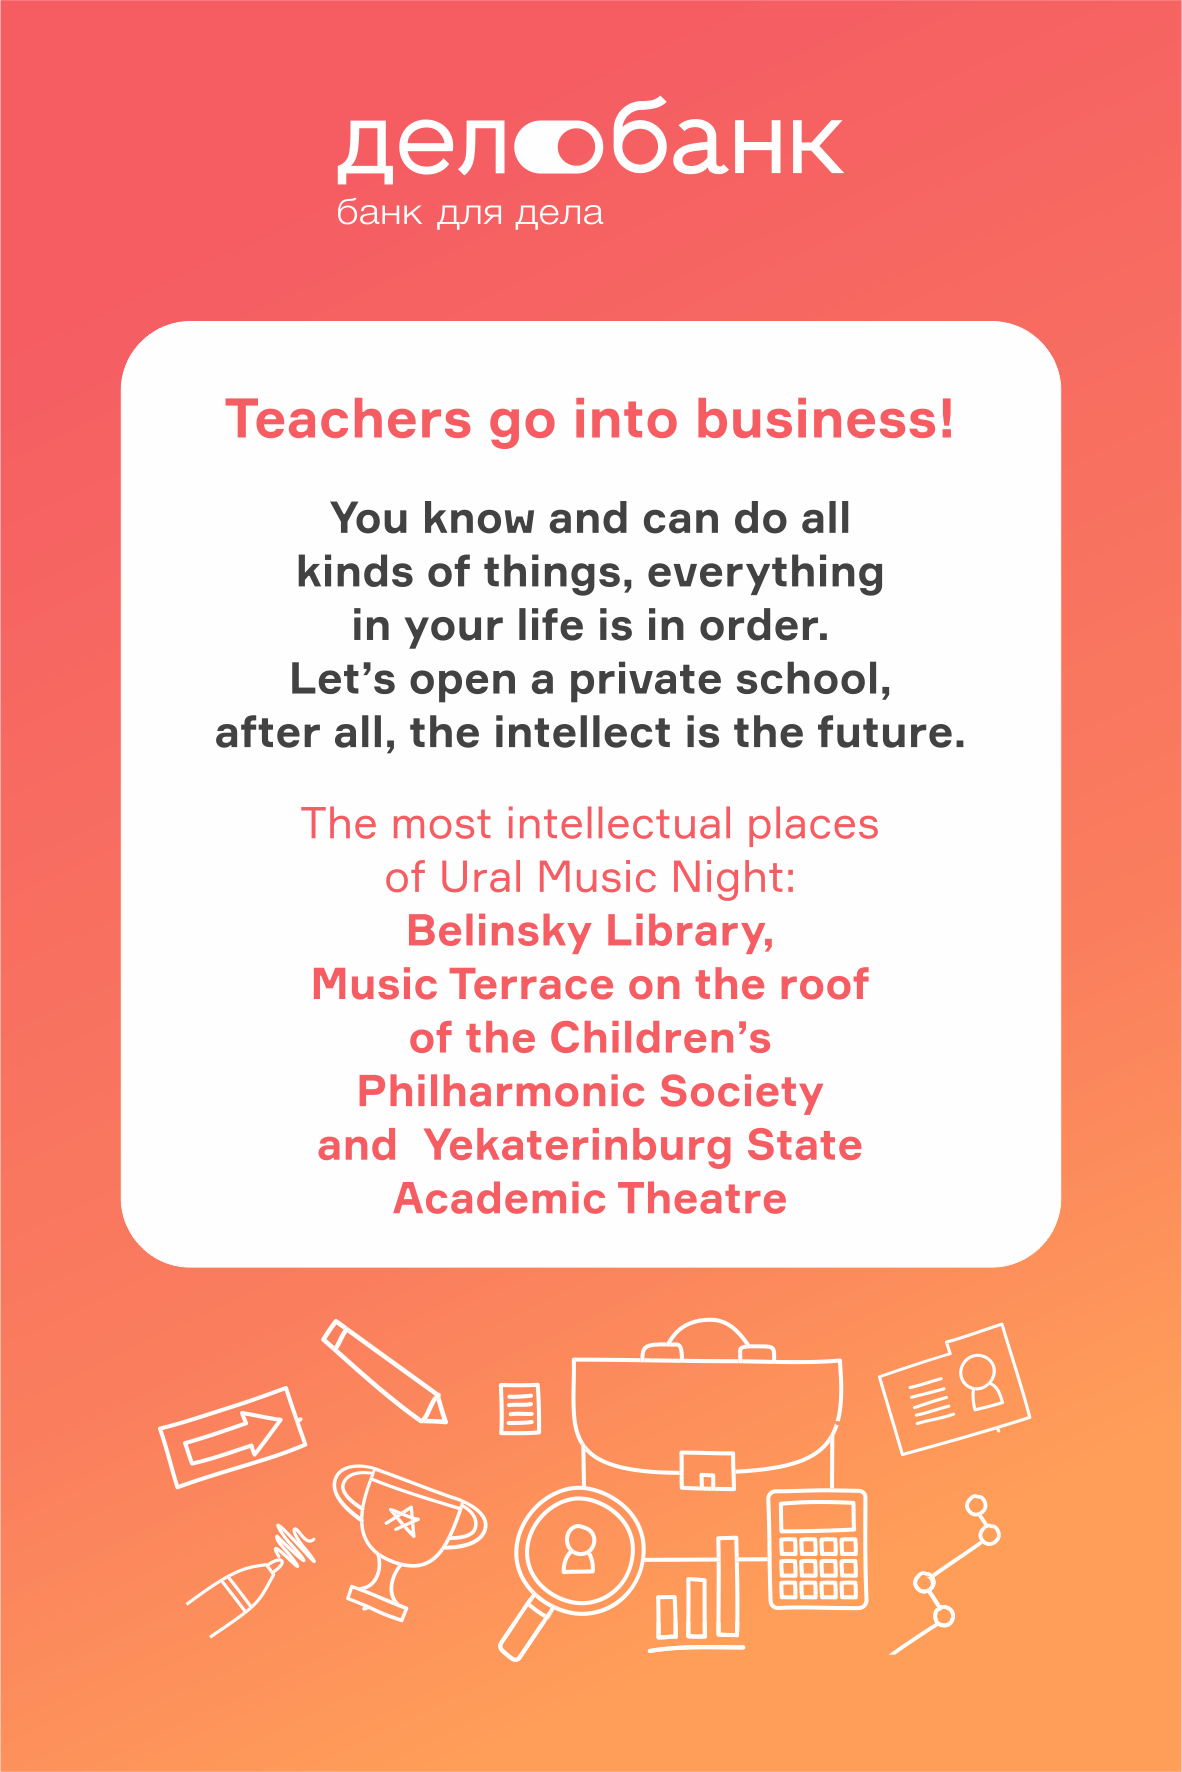 делобанк
банк для дела
Teachers go into business!
You know and can do all
kinds of things, everything
in your life is in order.
Let’s open a private school,
after all, the intellect is the future.
The most intellectual places
of Ural Music Night:
Belinsky Library,
Music Terrace on the roof
of the Children’s
Philharmonic Society
and  Yekaterinburg State
Academic Theatre